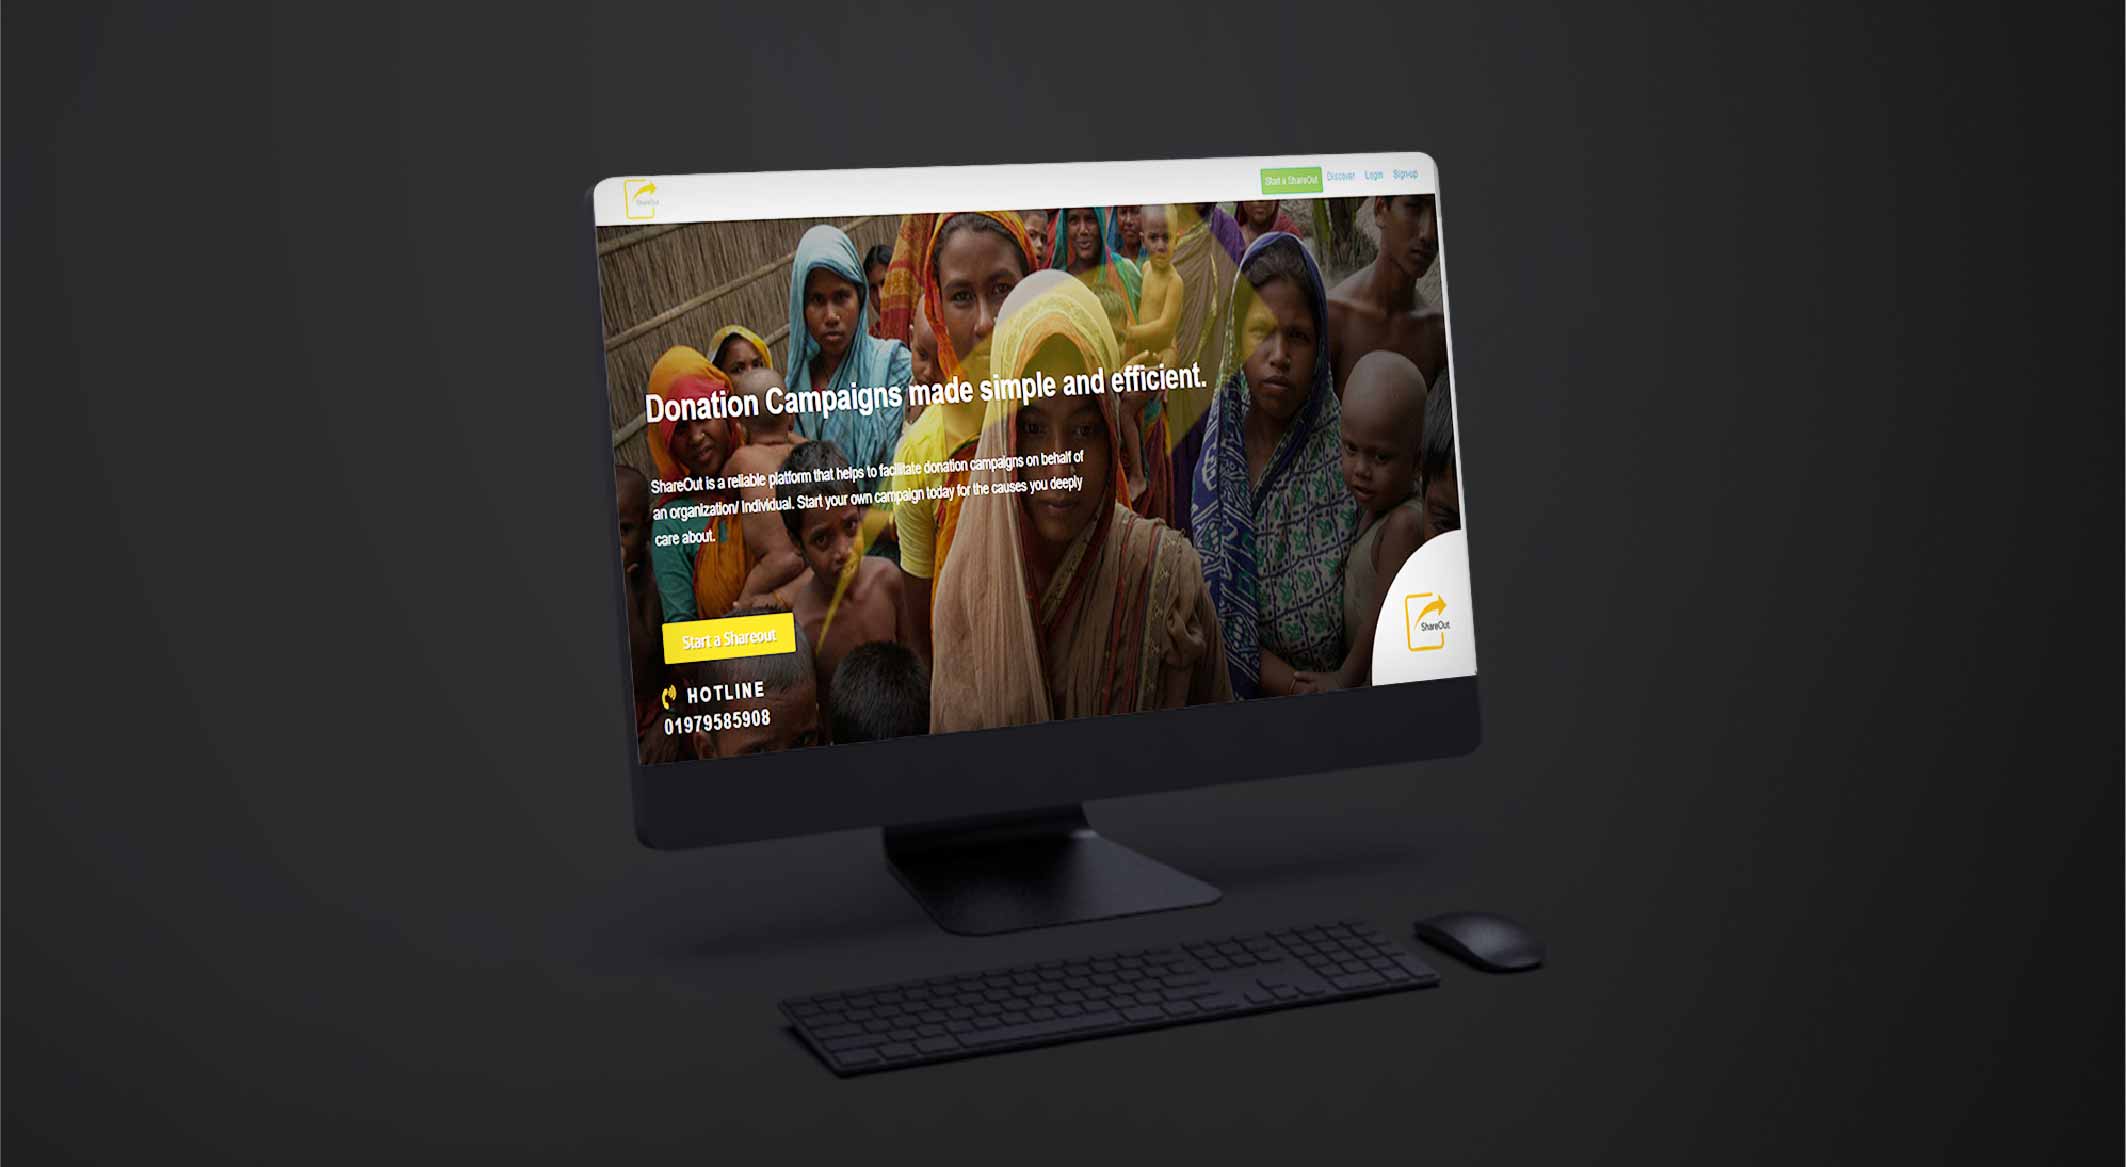 ShareOut
Start a ShareOut Discover Login Signup
Donation Campaigns made simple and efficient.
ShareOut is a reliable platform that helps to facilitate donation campaigns on behalf of
an organization/ Individual. Start your own campaign today for the causes you deeply
care about.
Start a Shareout
HOTLINE
01979585908
ShareOut